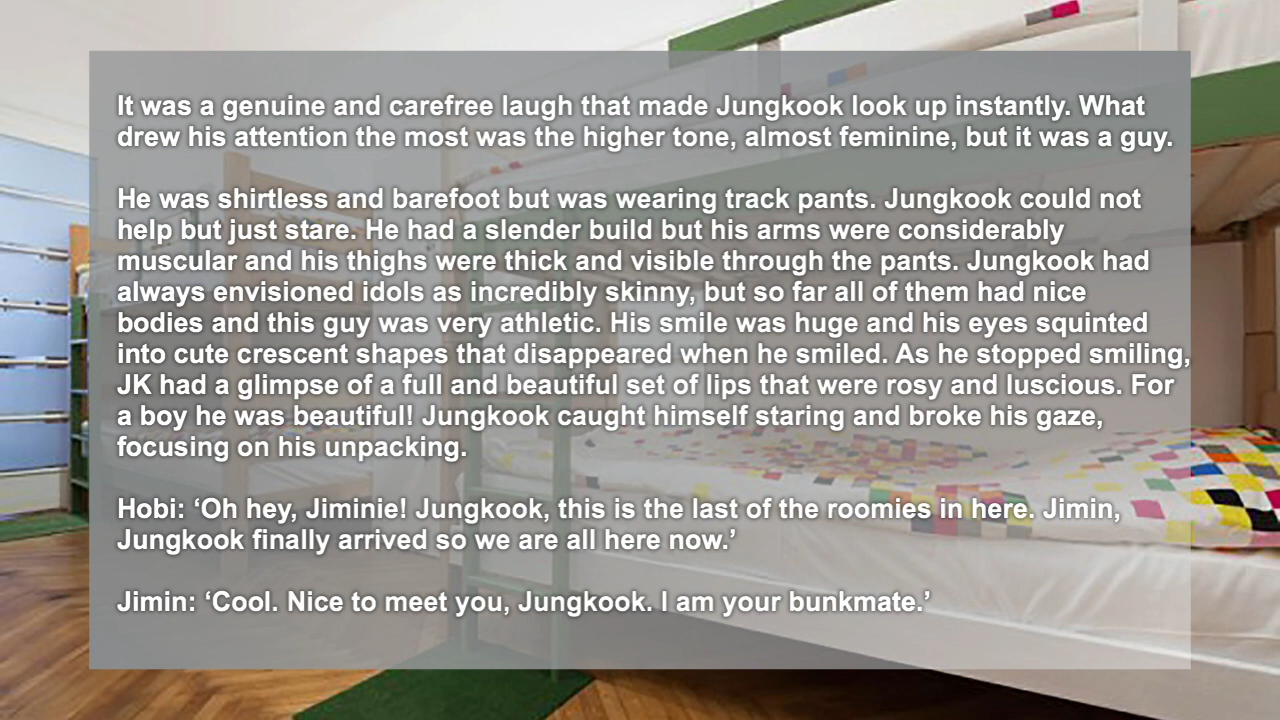 It was a genuine and carefree laugh that made Jungkook look up instantly. What
drew his attention the most was the higher tone, almost feminine, but it was a guy.
He was shirtless and barefoot but was wearing track pants. Jungkook could not
help but just stare. He had a slender build but his arms were considerably
muscular and his thighs were thick and visible through the pants. Jungkook had
always envisioned idols as incredibly skinny, but so far all of them had nice
bodies and this guy was very athletic. His smile was huge and his eyes squinted
into cute crescent shapes that disappeared when he smiled. As he stopped smiling,
JK had a glimpse of a full and beautiful set of lips that were rosy and luscious. For
a boy he was beautiful! Jungkook caught himself staring and broke his gaze,
focusing on his unpacking.
Hobi: ‘Oh hey, Jiminie! Jungkook, this is the last of the roomies in here. Jimin,
Jungkook finally arrived so we are all here now.’
Jimin: ‘Cool. Nice to meet you, Jungkook. I am your bunkmate.’